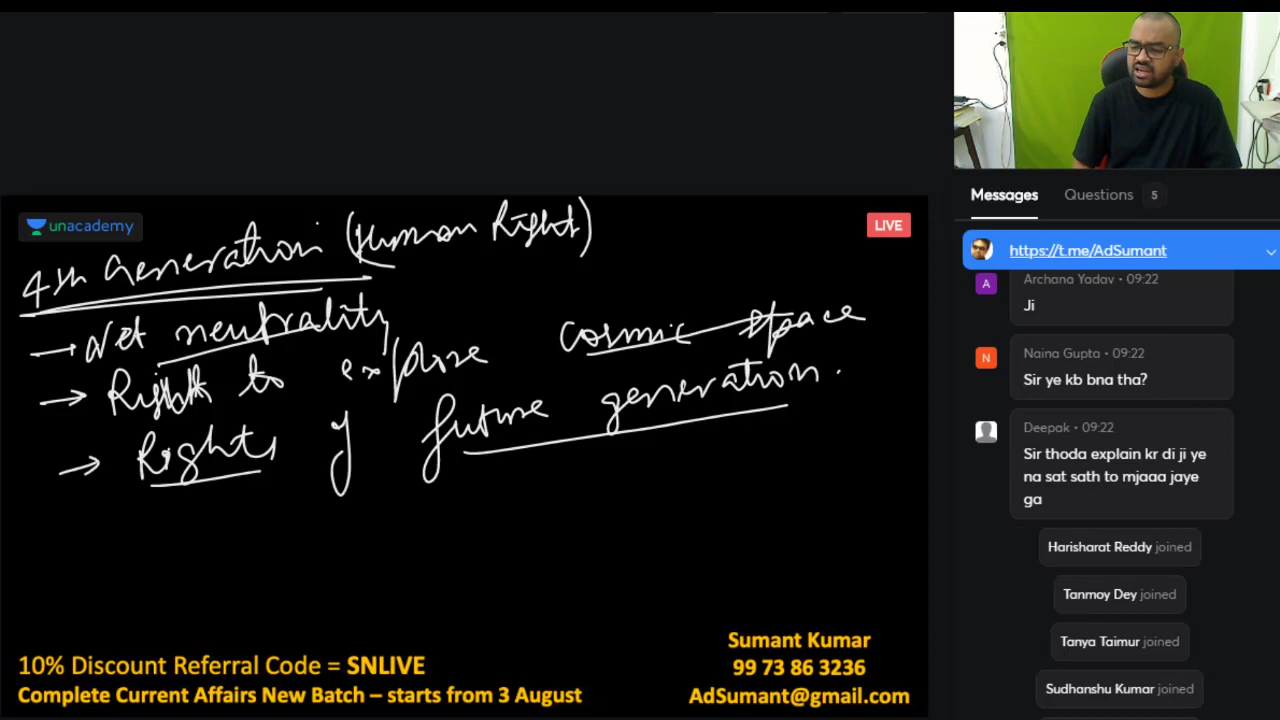 unacademy
LIVE
4th Generation (Human Right)
→ Net neutrality
→ Right to explore cosmic space
→ Rights of future generation.
10% Discount Referral Code = SNLIVE
Complete Current Affairs New Batch – starts from 3 August
Sumant Kumar
99 73 86 3236
AdSumant@gmail.com
Messages Questions 5
https://t.me/AdSumant
A Archana Yadav • 09:22
Ji
N Naina Gupta • 09:22
Sir ye kb bna tha?
Deepak • 09:22
Sir thoda explain kr di ji ye
na sat sath to mjaaa jaye
ga
Harisharat Reddy joined
Tanmoy Dey joined
Tanya Taimur joined
Sudhanshu Kumar joined